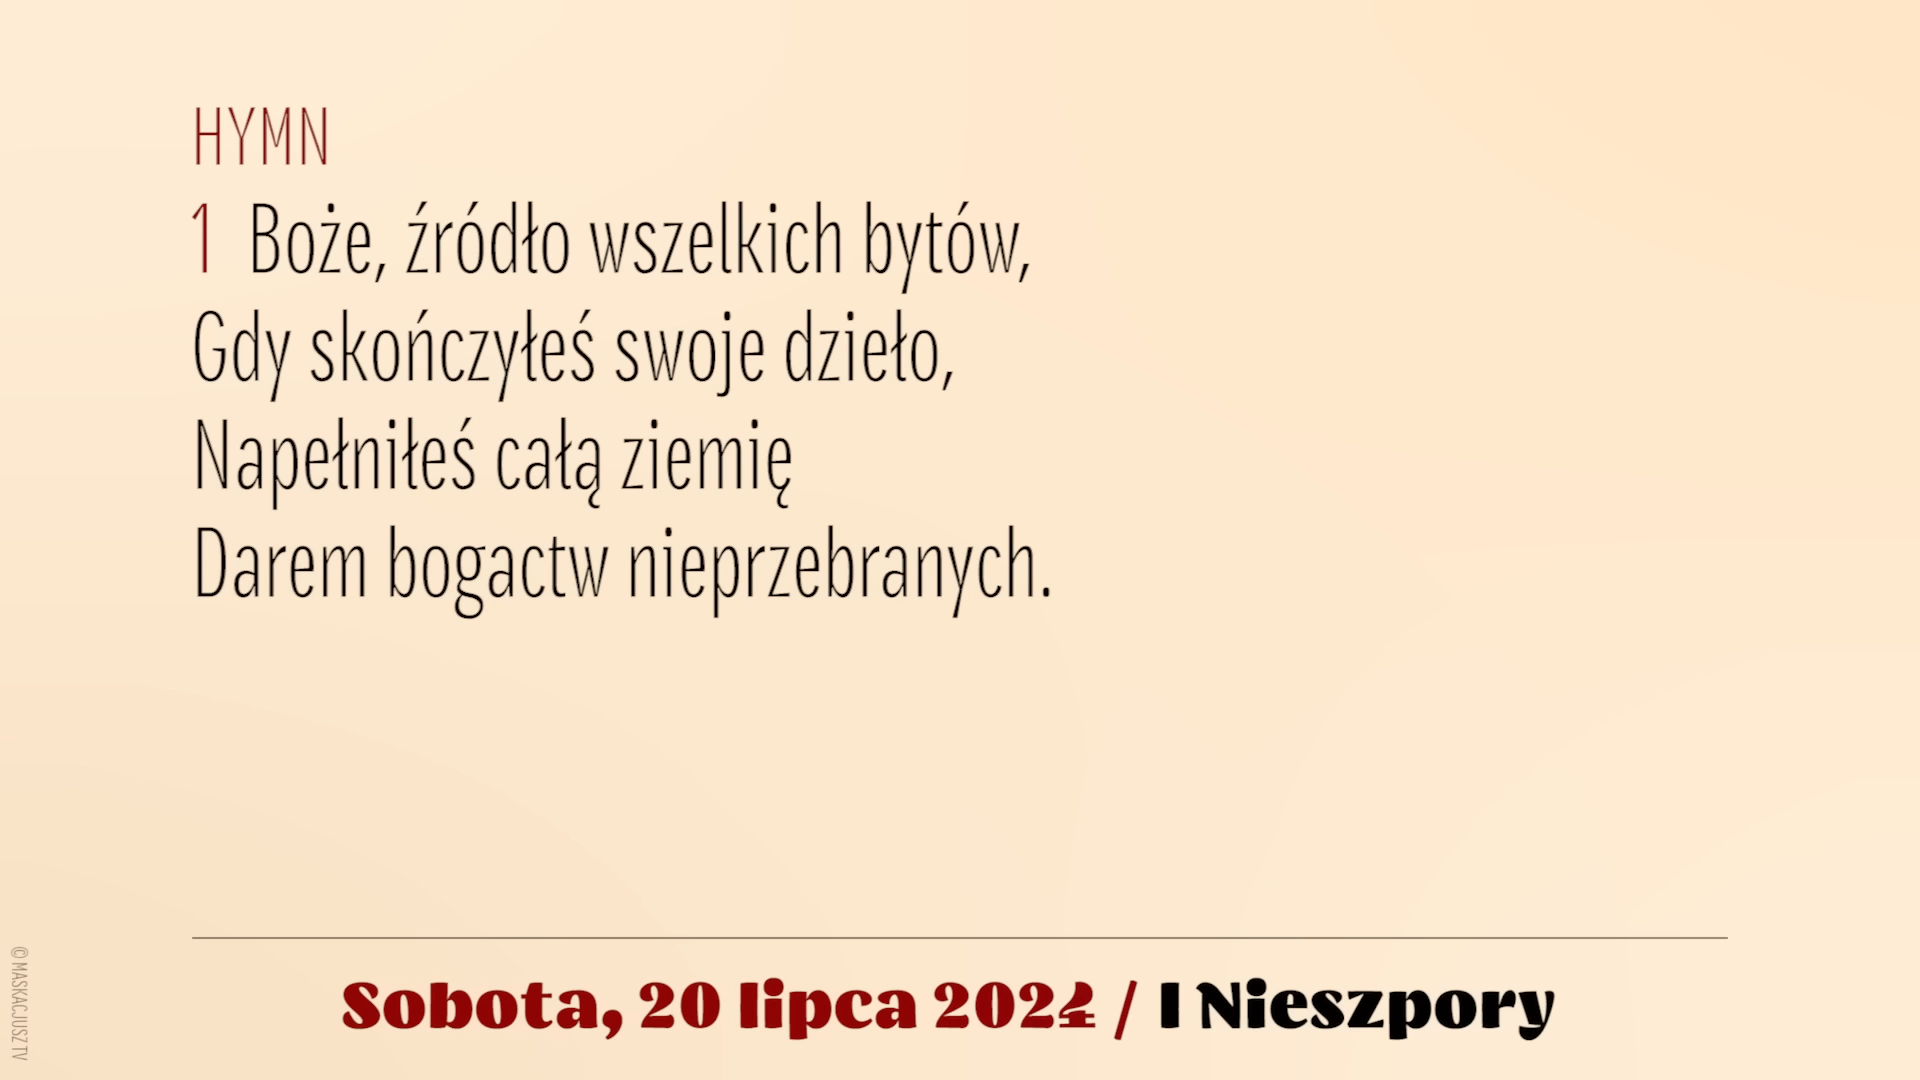 HYMN
1 Boże, źródło wszelkich bytów,
Gdy skończyłeś swoje dzieło,
Napełniłeś całą ziemię
Darem bogactw nieprzebranych.
Sobota, 20 lipca 2024 / I Nieszpory
© MASKACJUSZ TV